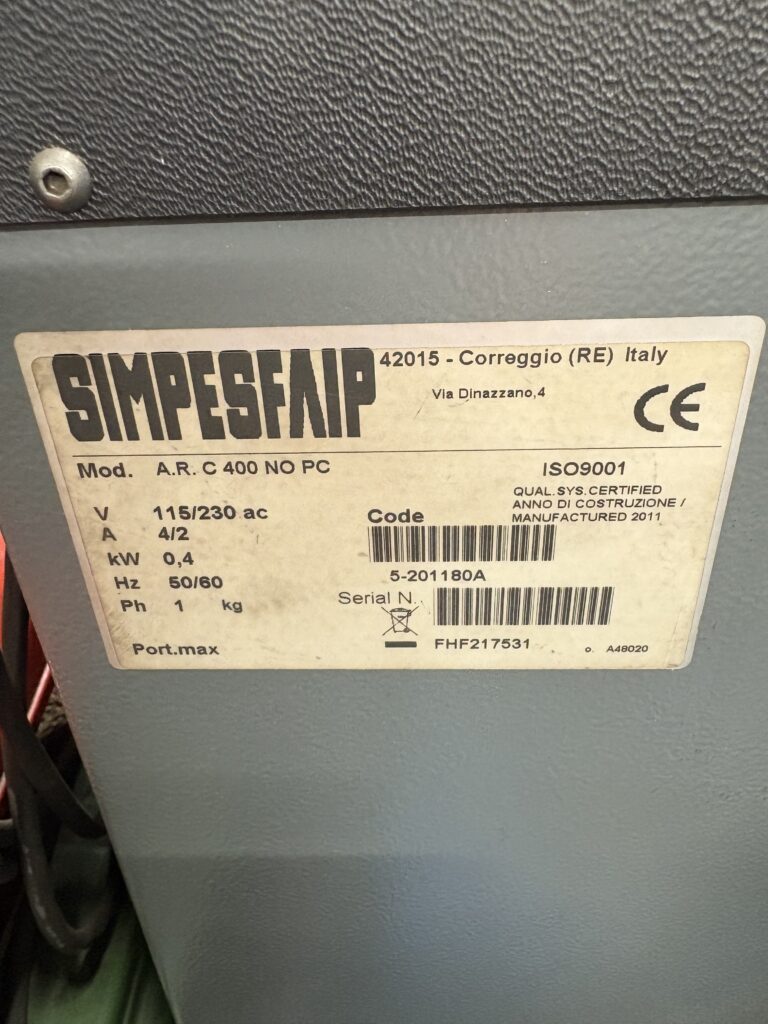 SIMPESFAIP
42015 - Correggio (RE) Italy
Via Dinazzano,4
CE
Mod. A.R. C 400 NO PC
ISO9001
QUAL.SYS.CERTIFIED
ANNO DI COSTRUZIONE /
MANUFACTURED 2011
V 115/230 ac
A 4/2
kW 0,4
Hz 50/60
Ph 1 kg
Port.max
Code
5-201180A
Serial N.
FHF217531
o. A48020